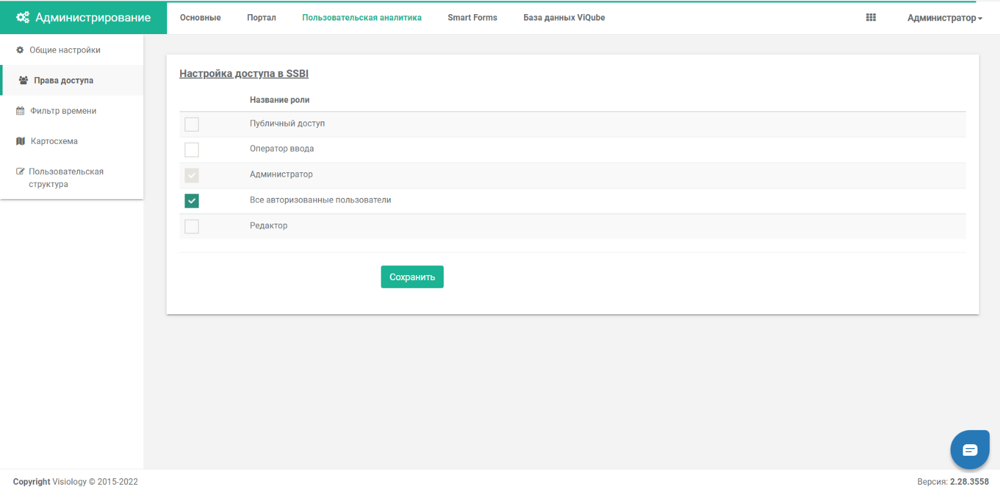 Администрирование
Основные
Портал
Пользовательская аналитика
Smart Forms
База данных ViQube
Администратор
Общие настройки
Права доступа
Фильтр времени
Картосхема
Пользовательская
структура
Настройка доступа в SSBI
Название роли
Публичный доступ
Оператор ввода
Администратор
Все авторизованные пользователи
Редактор
Сохранить
Copyright Visiology © 2015-2022
Версия: 2.28.3558